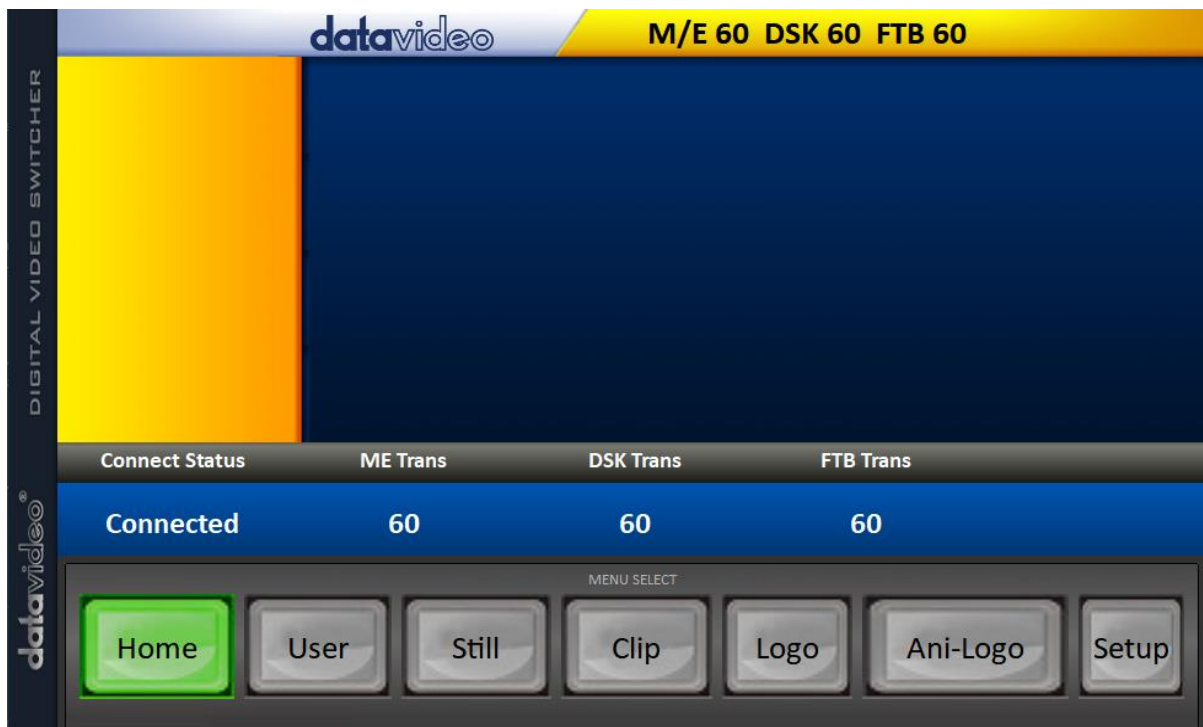 datavideo M/E 60 DSK 60 FTB 60
DIGITAL VIDEO SWITCHER
datavideo®
Connect Status ME Trans DSK Trans FTB Trans
Connected 60 60 60
MENU SELECT
Home User Still Clip Logo Ani-Logo Setup